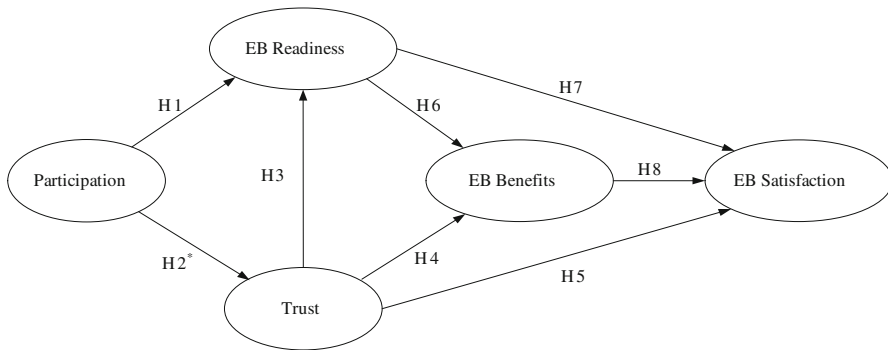 EB Readiness
H1
H7
H6
H3
Participation
EB Benefits
H8
EB Satisfaction
H2*
H4
H5
Trust